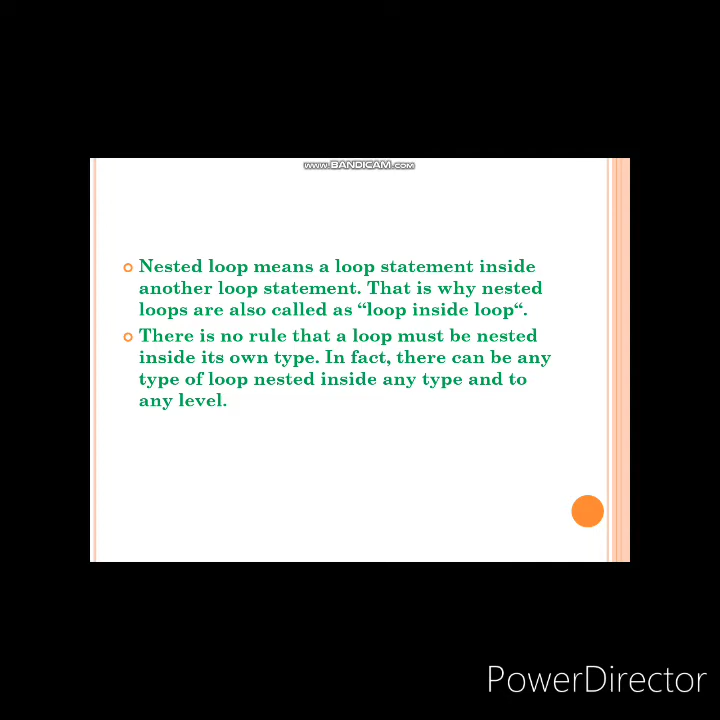 www.BANDICAM.com
Nested loop means a loop statement inside
another loop statement. That is why nested
loops are also called as “loop inside loop“.
There is no rule that a loop must be nested
inside its own type. In fact, there can be any
type of loop nested inside any type and to
any level.
PowerDirector